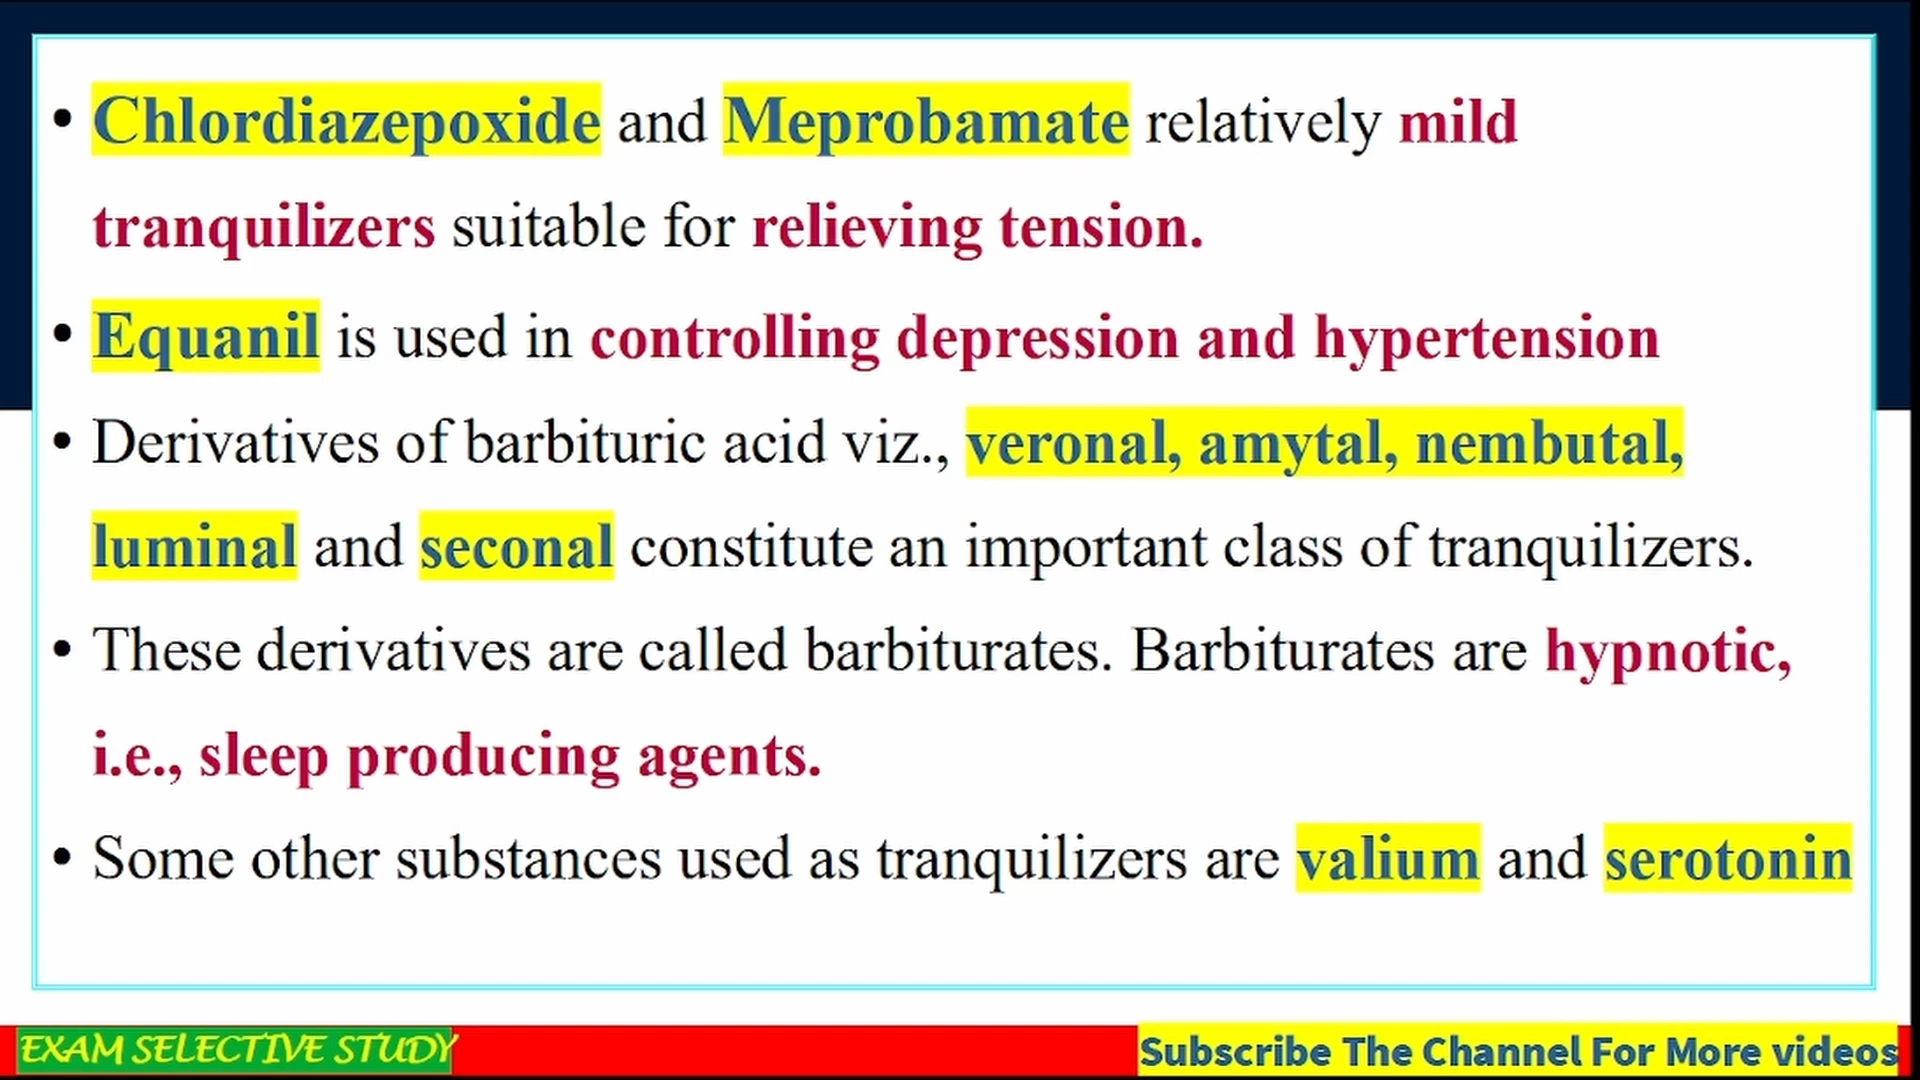 • Chlordiazepoxide and Meprobamate relatively mild
tranquilizers suitable for relieving tension.
• Equanil is used in controlling depression and hypertension
• Derivatives of barbituric acid viz., veronal, amytal, nembutal,
luminal and seconal constitute an important class of tranquilizers.
• These derivatives are called barbiturates. Barbiturates are hypnotic,
i.e., sleep producing agents.
• Some other substances used as tranquilizers are valium and serotonin
EXAM SELECTIVE STUDY
Subscribe The Channel For More videos